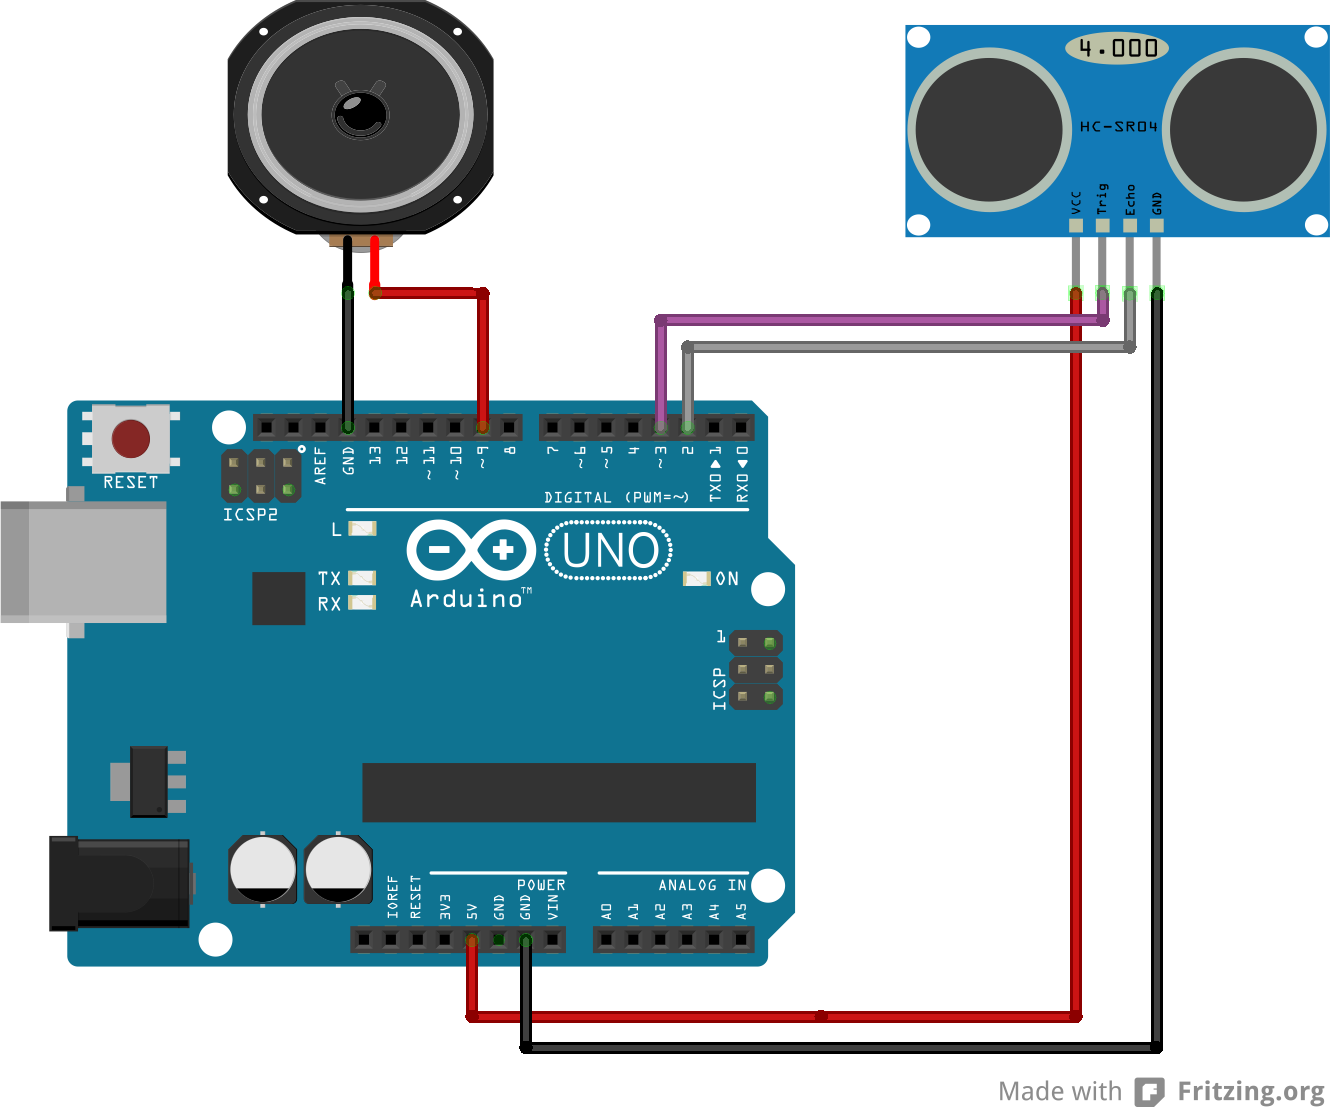 4.000
HC-SR04
VCC
Trig
Echo
GND
RESET
ICSP2
AREF
GND
13
12
~11
~10
~9
8
7
~6
~5
4
~3
2
TX0▶1
RX0◀0
DIGITAL (PWM=~)
L
TX
RX
UNO
Arduino™
ON
1
ICSP
IOREF
RESET
3V3
5V
GND
GND
VIN
POWER
ANALOG IN
A0
A1
A2
A3
A4
A5
Made with Fritzing.org